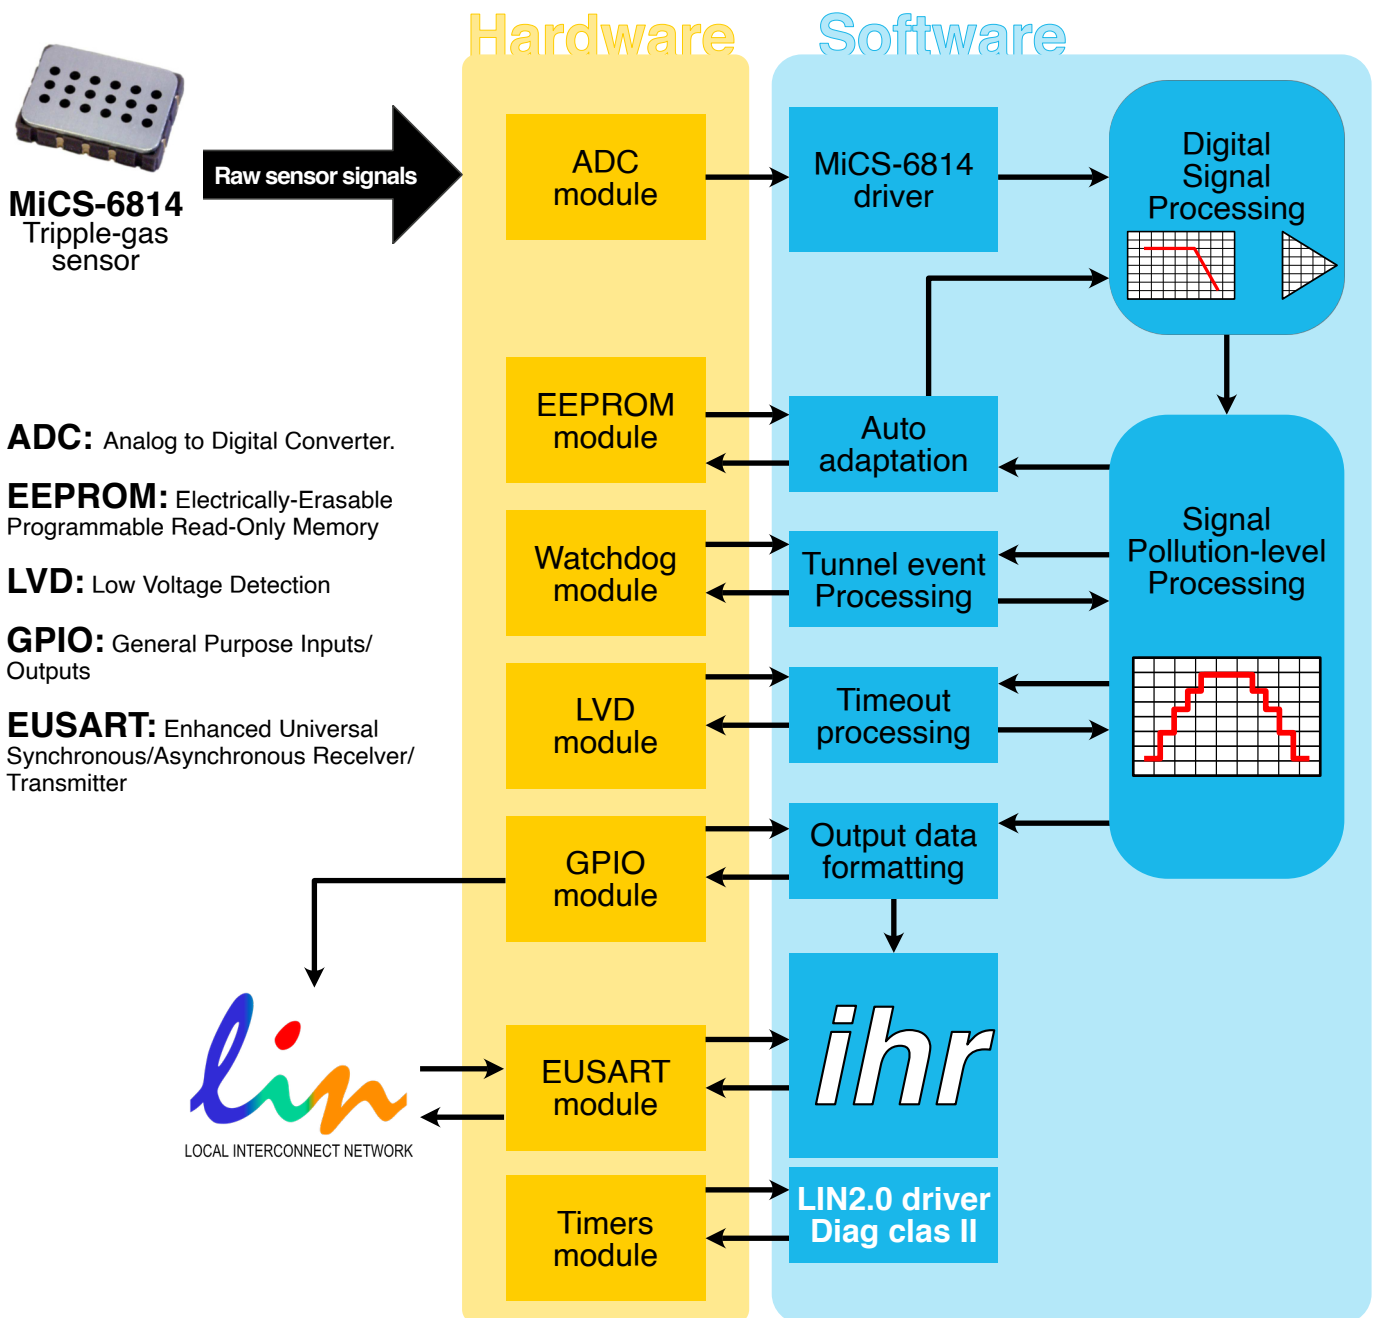 Hardware
Software
MiCS-6814
Tripple-gas
sensor
Raw sensor signals
ADC
module
MiCS-6814
driver
Digital
Signal
Processing
ADC: Analog to Digital Converter.
EEPROM: Electrically-Erasable
Programmable Read-Only Memory
LVD: Low Voltage Detection
GPIO: General Purpose Inputs/
Outputs
EUSART: Enhanced Universal
Synchronous/Asynchronous Recelver/
Transmitter
EEPROM
module
Auto
adaptation
Signal
Pollution-level
Processing
Watchdog
module
Tunnel event
Processing
LVD
module
Timeout
processing
GPIO
module
Output data
formatting
lin
LOCAL INTERCONNECT NETWORK
EUSART
module
ihr
Timers
module
LIN2.0 driver
Diag clas II